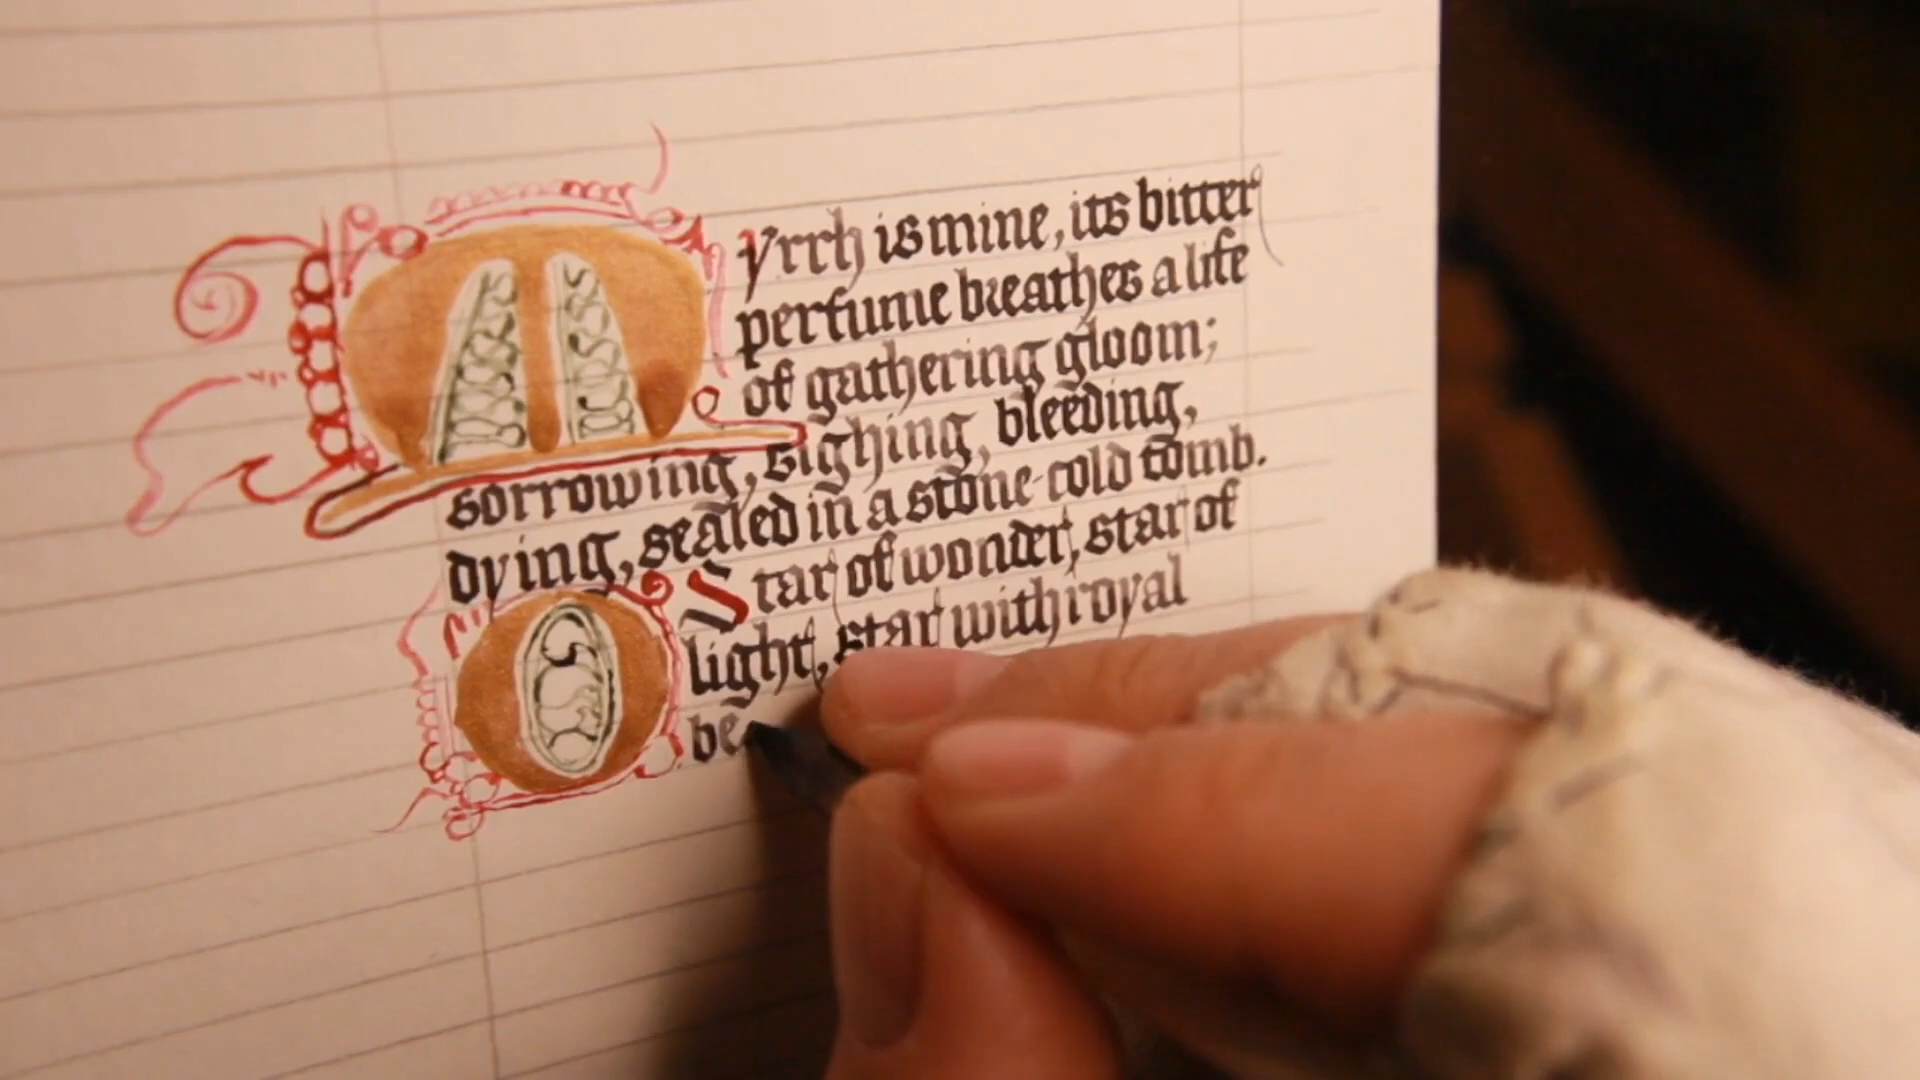 Myrrh is mine, its bitter
perfume breathes a life
of gathering gloom;
sorrowing, sighing, bleeding,
dying, sealed in a stone-cold tomb.
O Star of wonder, star of
light, star with royal
be